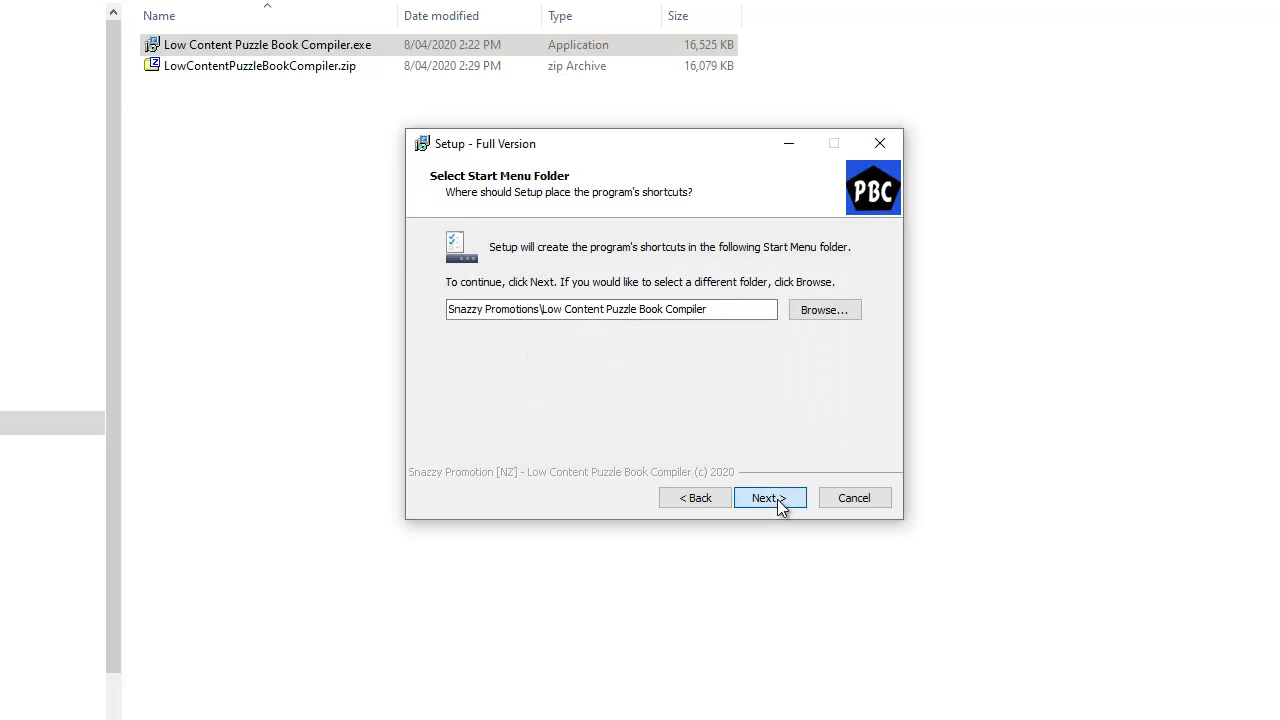 Name Date modified Type Size
Low Content Puzzle Book Compiler.exe 8/04/2020 2:22 PM Application 16,525 KB
LowContentPuzzleBookCompiler.zip 8/04/2020 2:29 PM zip Archive 16,079 KB
Setup - Full Version
Select Start Menu Folder
Where should Setup place the program's shortcuts?
PBC
Setup will create the program's shortcuts in the following Start Menu folder.
To continue, click Next. If you would like to select a different folder, click Browse.
Snazzy Promotions\Low Content Puzzle Book Compiler Browse...
Snazzy Promotion [NZ] - Low Content Puzzle Book Compiler (c) 2020
< Back Next > Cancel